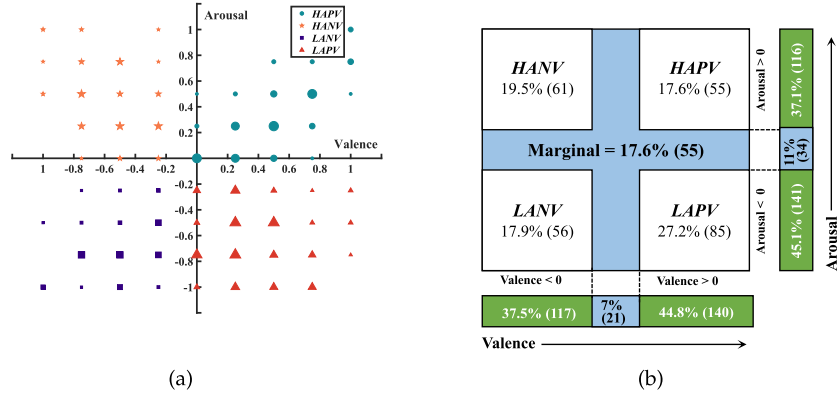 Arousal
HAPV
HANV
LANV
LAPV
1
0.8
0.6
0.4
0.2
Valence
-1
-0.8
-0.6
-0.4
-0.2
0
0.2
0.4
0.6
0.8
1
-0.2
-0.4
-0.6
-0.8
-1
(a)
HANV
19.5% (61)
HAPV
17.6% (55)
Marginal = 17.6% (55)
LANV
17.9% (56)
LAPV
27.2% (85)
Arousal > 0
Arousal < 0
37.1% (116)
11%
(34)
45.1% (141)
Arousal
Valence < 0
Valence > 0
37.5% (117)
7%
(21)
44.8% (140)
Valence
(b)